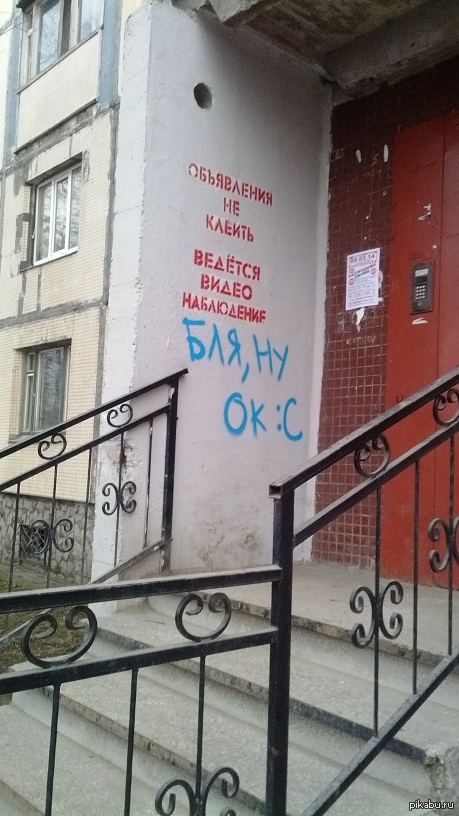 ОБЪЯВЛЕНИЯ
НЕ
КЛЕИТЬ
ВЕДЁТСЯ
ВИДЕО
НАБЛЮДЕНИЕ
БЛЯ, НУ
ОК :С
pikabu.ru